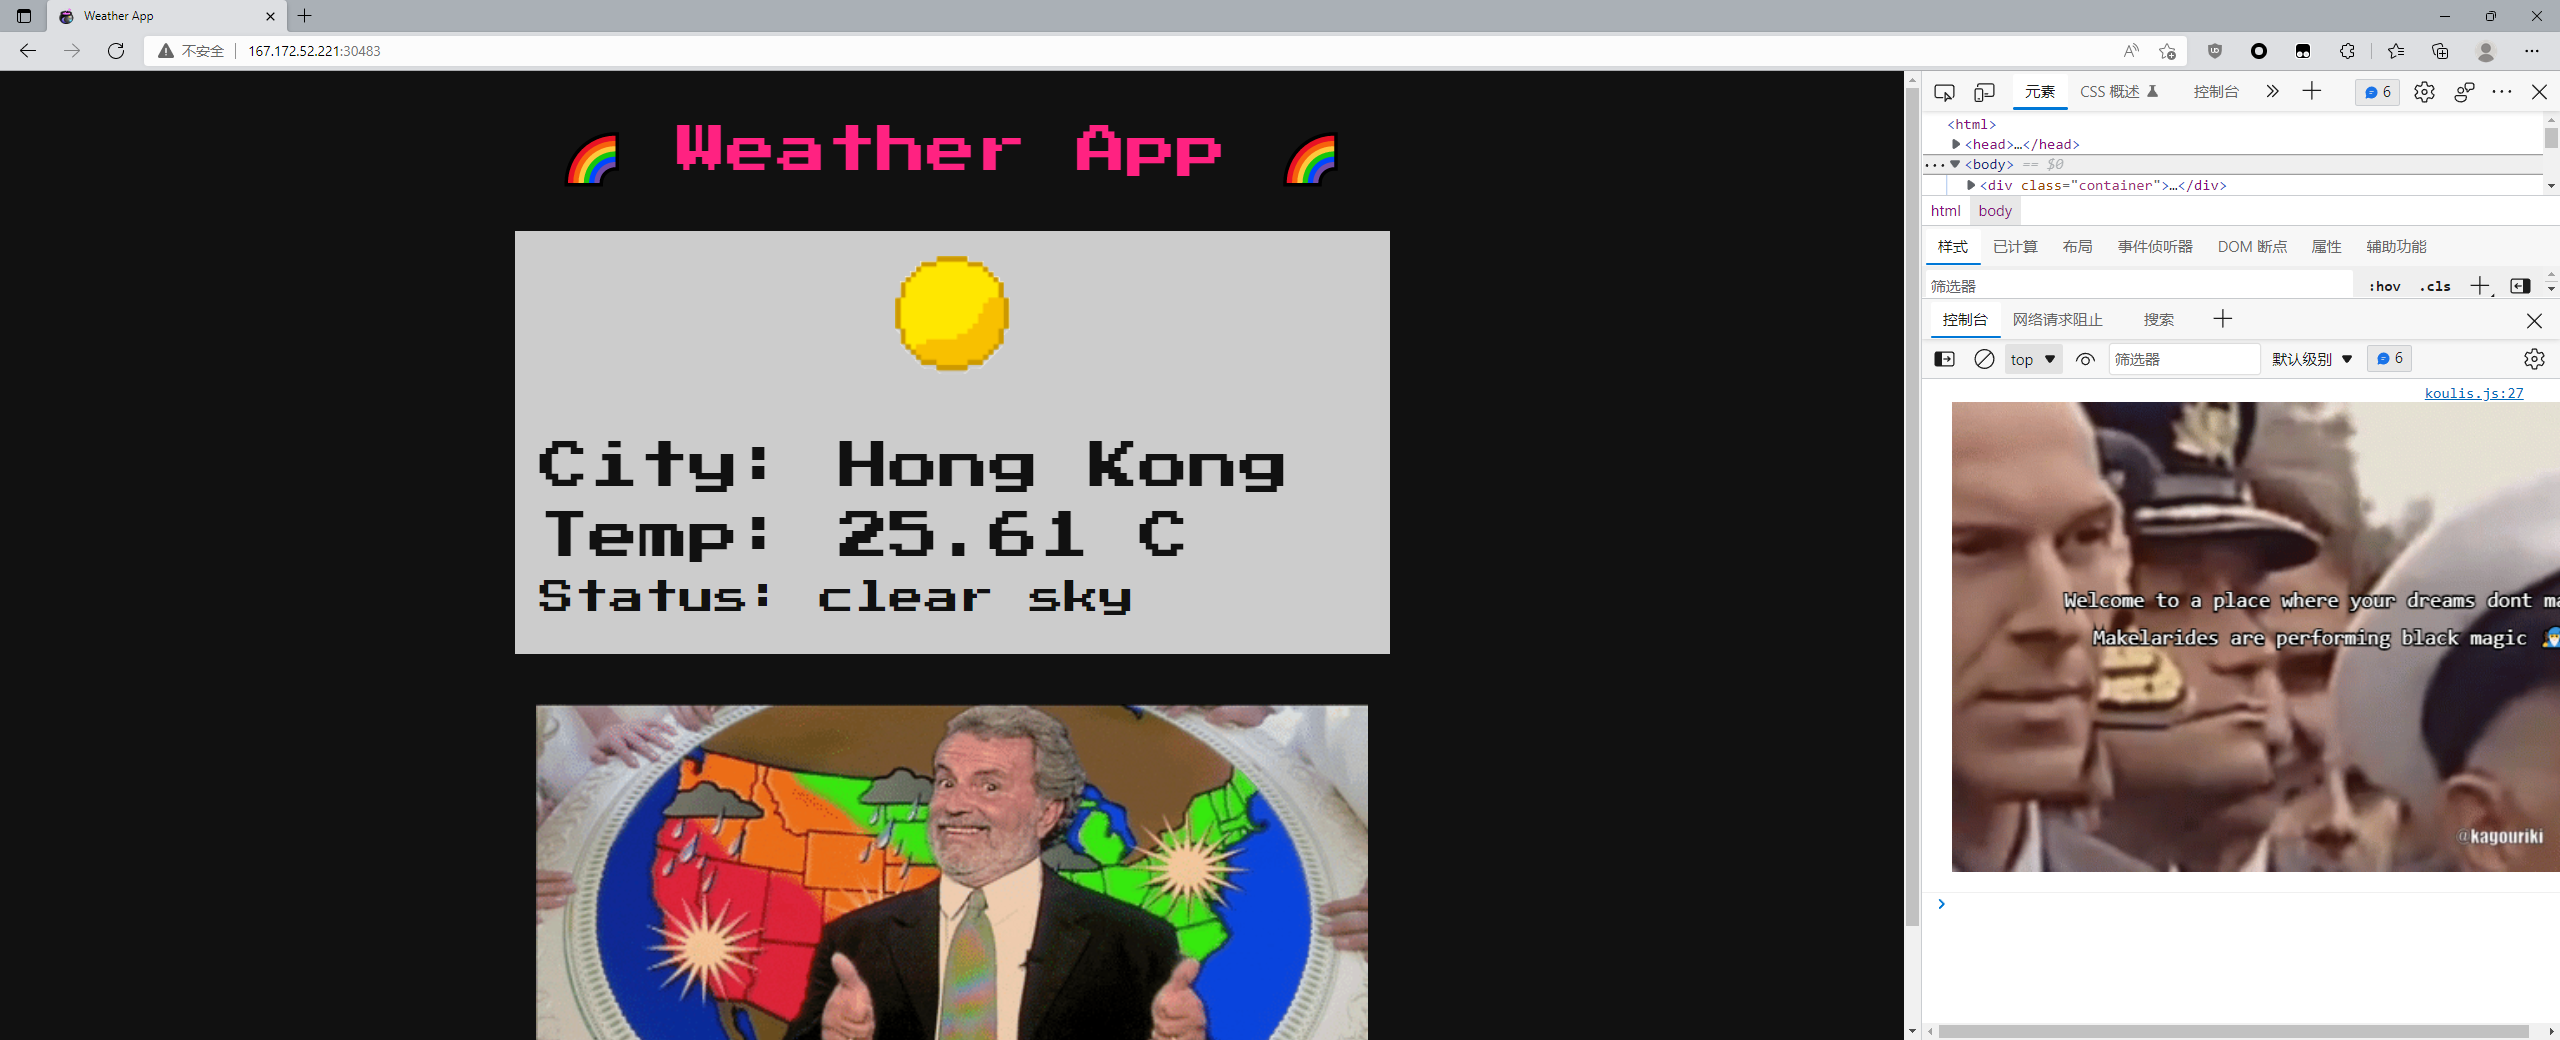 Weather App
不安全 167.172.52.221:30483
Weather App
City: Hong Kong
Temp: 25.61 C
Status: clear sky
元素 CSS 概述 控制台 6
<html>
<head>…</head>
<body> == $0
<div class="container">…</div>
html body
样式 已计算 布局 事件侦听器 DOM 断点 属性 辅助功能
筛选器 :hov .cls
控制台 网络请求阻止 搜索
top 筛选器 默认级别 6
koulis.js:27
Welcome to a place where your dreams dont ma
Makelarides are performing black magic
@kagouriki